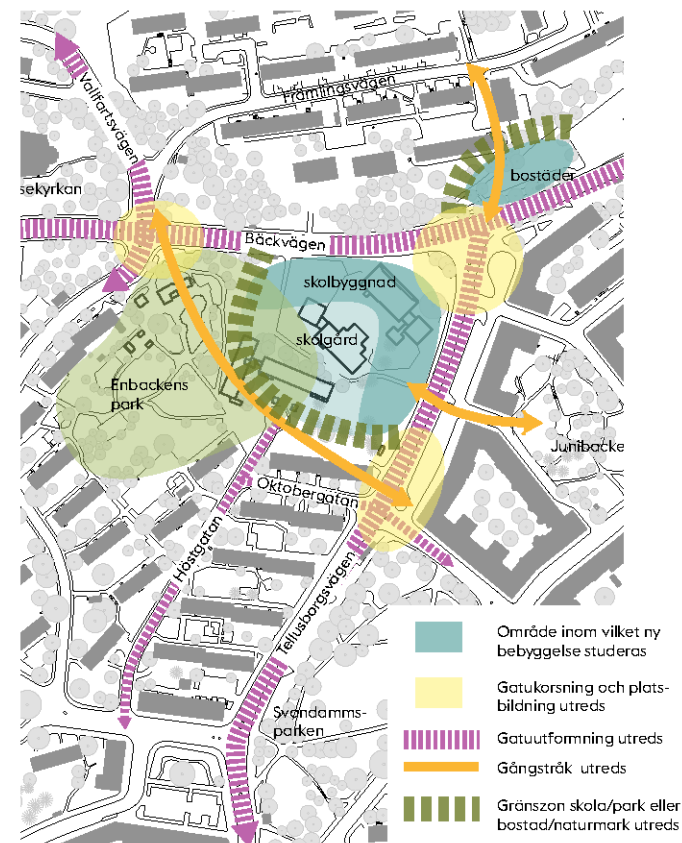 Vallfartsvägen
Främlingsvägen
sekyrkan
bostäder
Bäckvägen
skolbyggnad
skolgård
Enbackens
park
Junibacke
Oktobergatan
Höstgatan
Tellusborgsvägen
Svandamms-
parken
Område inom vilket ny
bebyggelse studeras
Gatukorsning och plats-
bildning utreds
Gatuutformning utreds
Gångstråk utreds
Gränszon skola/park eller
bostad/naturmark utreds